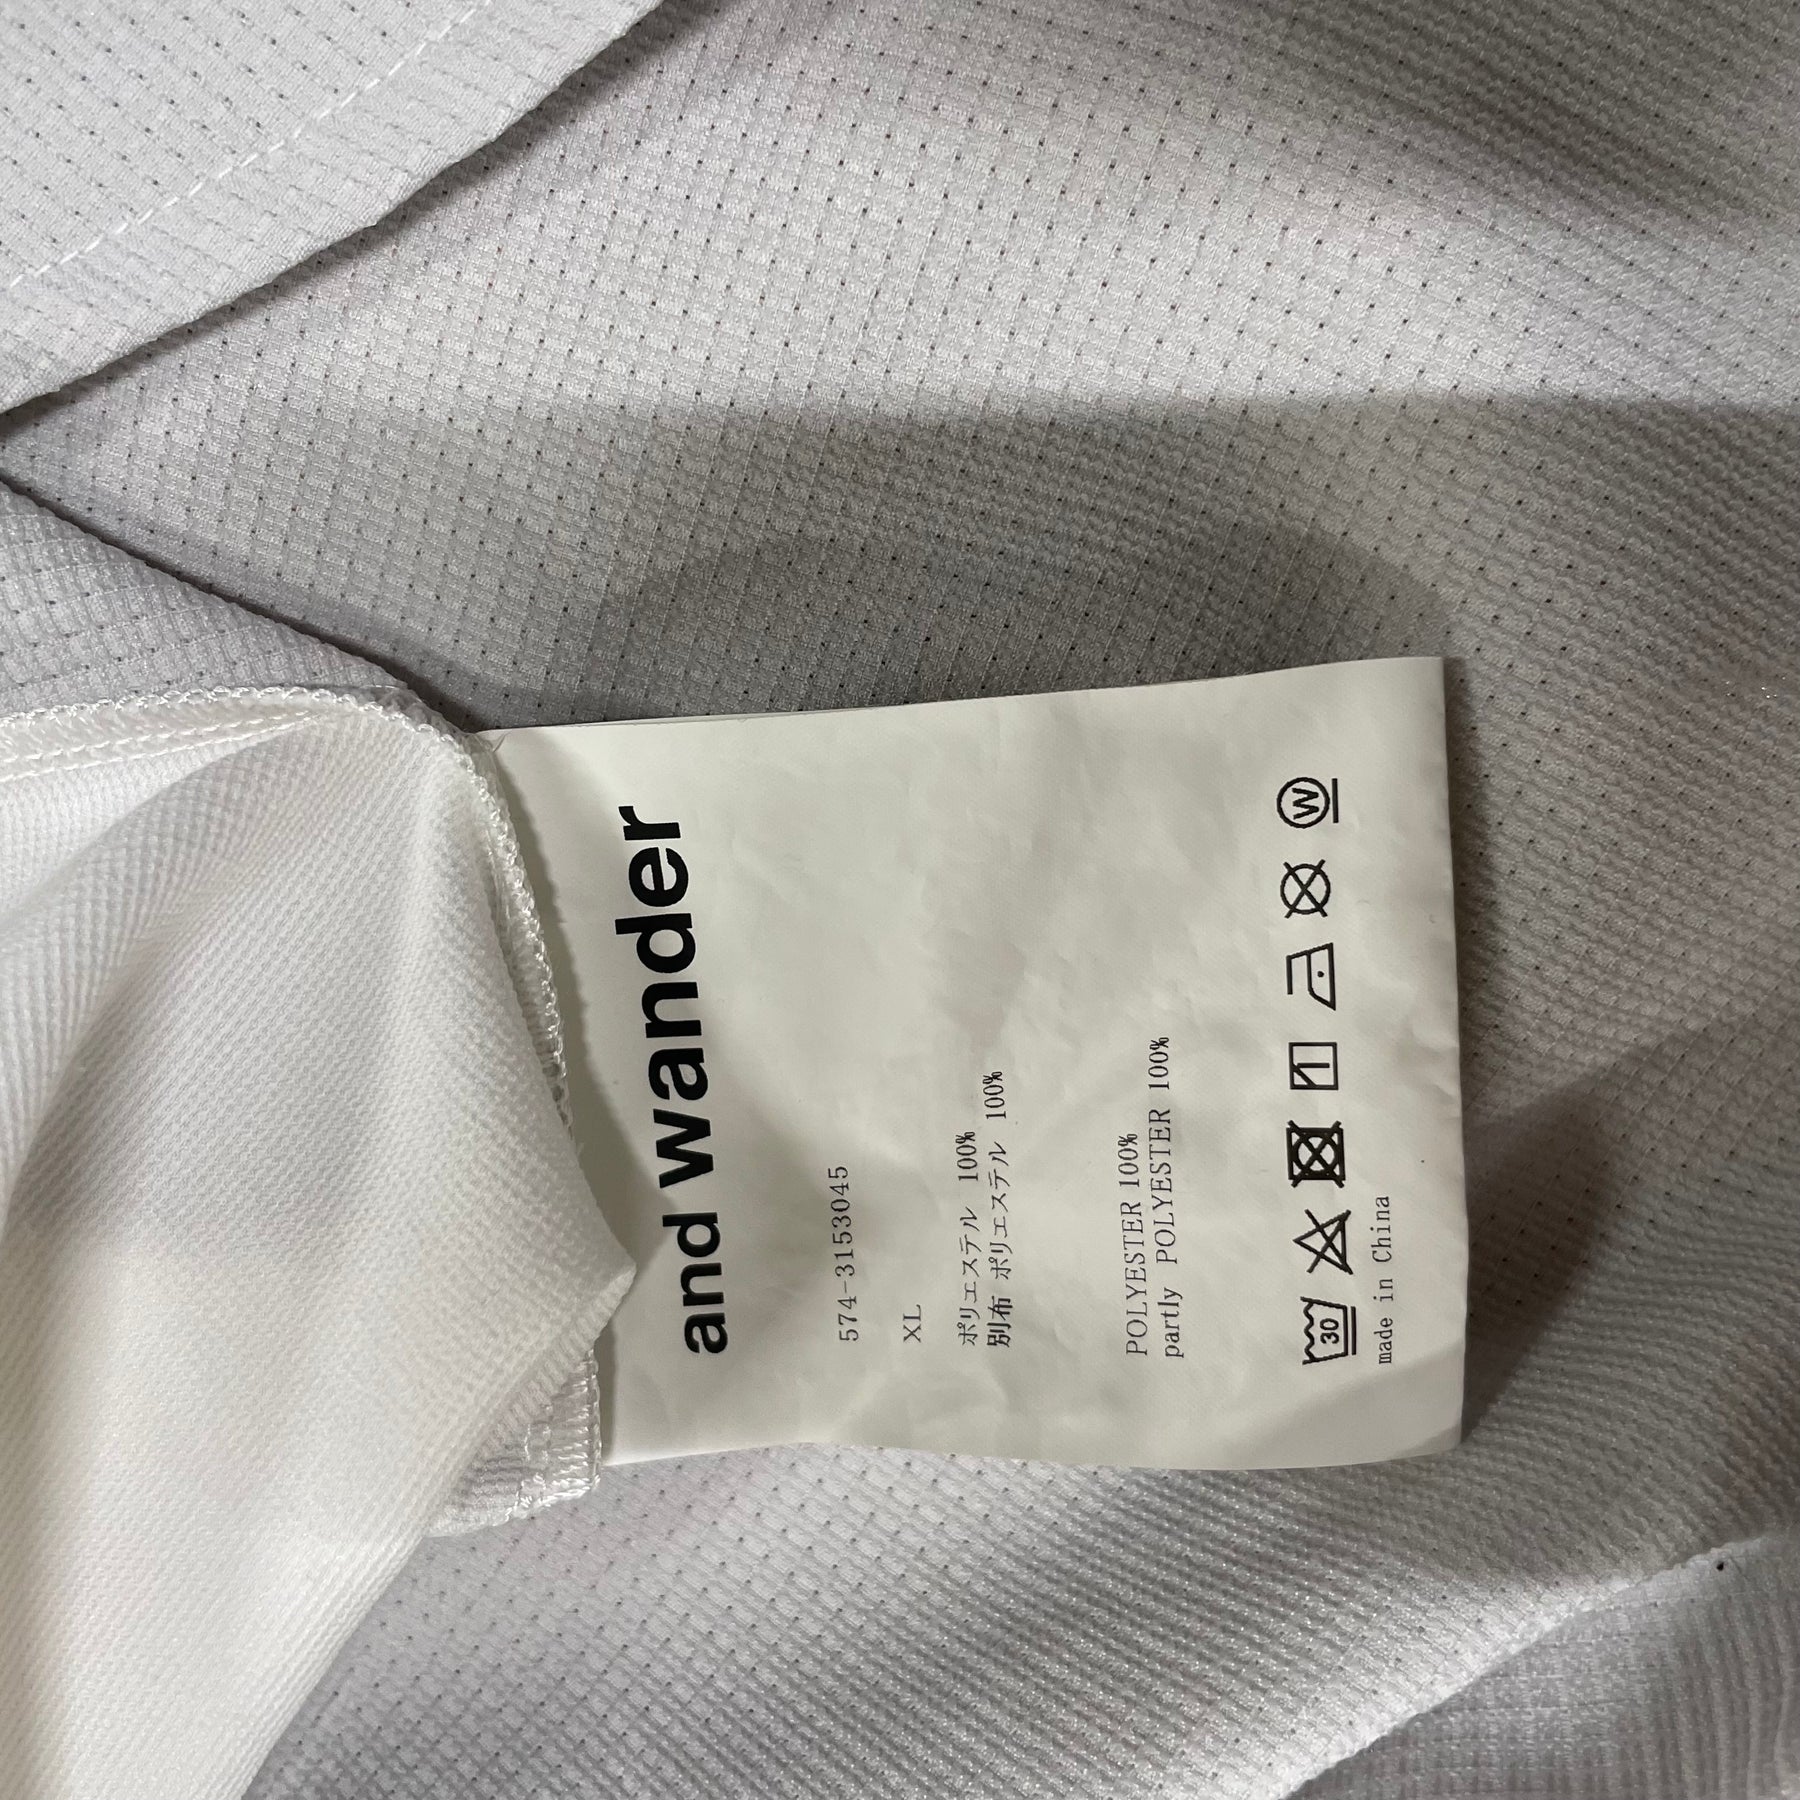 and wander
574-3153045
XL
ポリエステル 100%
別布 ポリエステル 100%
POLYESTER 100%
partly POLYESTER 100%
30
W
made in China